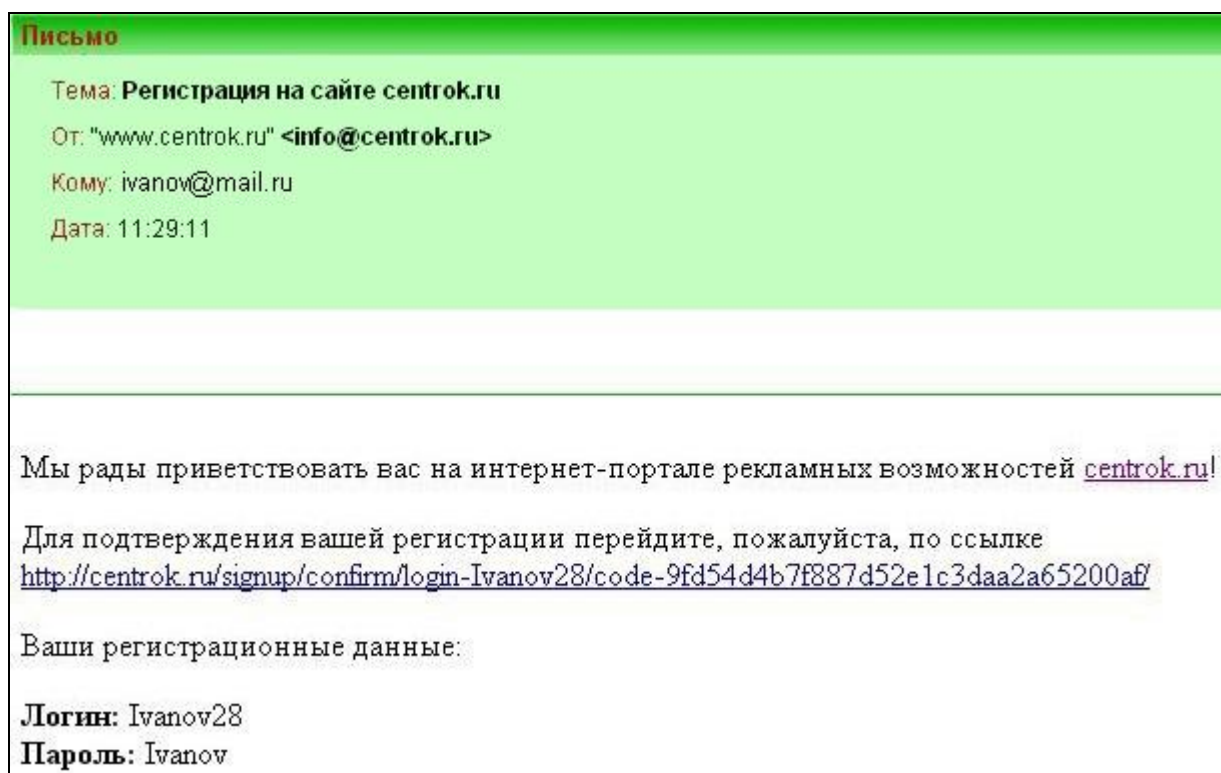 Письмо
Тема: Регистрация на сайте centrok.ru
От: "www.centrok.ru" <info@centrok.ru>
Кому: ivanov@mail.ru
Дата: 11:29:11
Мы рады приветствовать вас на интернет-портале рекламных возможностей centrok.ru!
Для подтверждения вашей регистрации перейдите, пожалуйста, по ссылке
http://centrok.ru/signup/confirm/login-Ivanov28/code-9fd54d4b7f887d52e1c3daa2a65200af/
Ваши регистрационные данные:
Логин: Ivanov28
Пароль: Ivanov